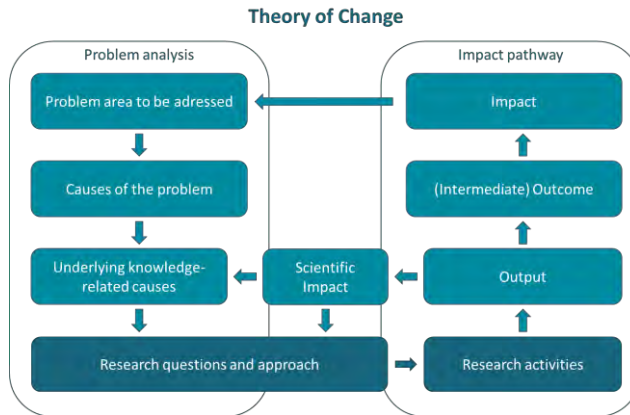 Theory of Change
Problem analysis
Impact pathway
Problem area to be adressed
Impact
Causes of the problem
(Intermediate) Outcome
Underlying knowledge-
related causes
Scientific
Impact
Output
Research questions and approach
Research activities